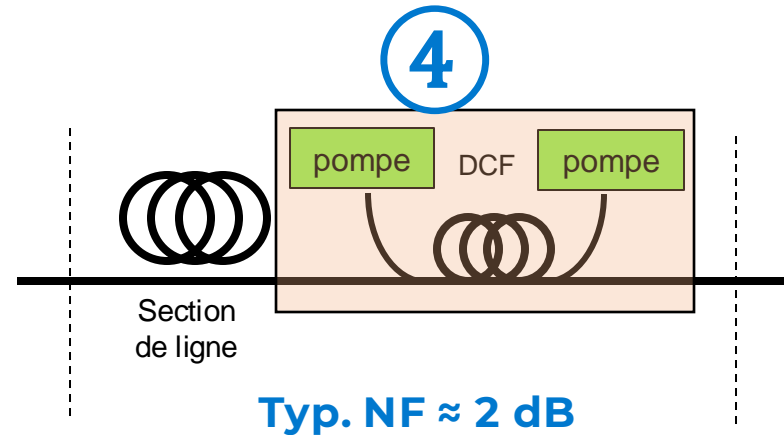 4
pompe DCF pompe
Section
de ligne
Typ. NF ≈ 2 dB